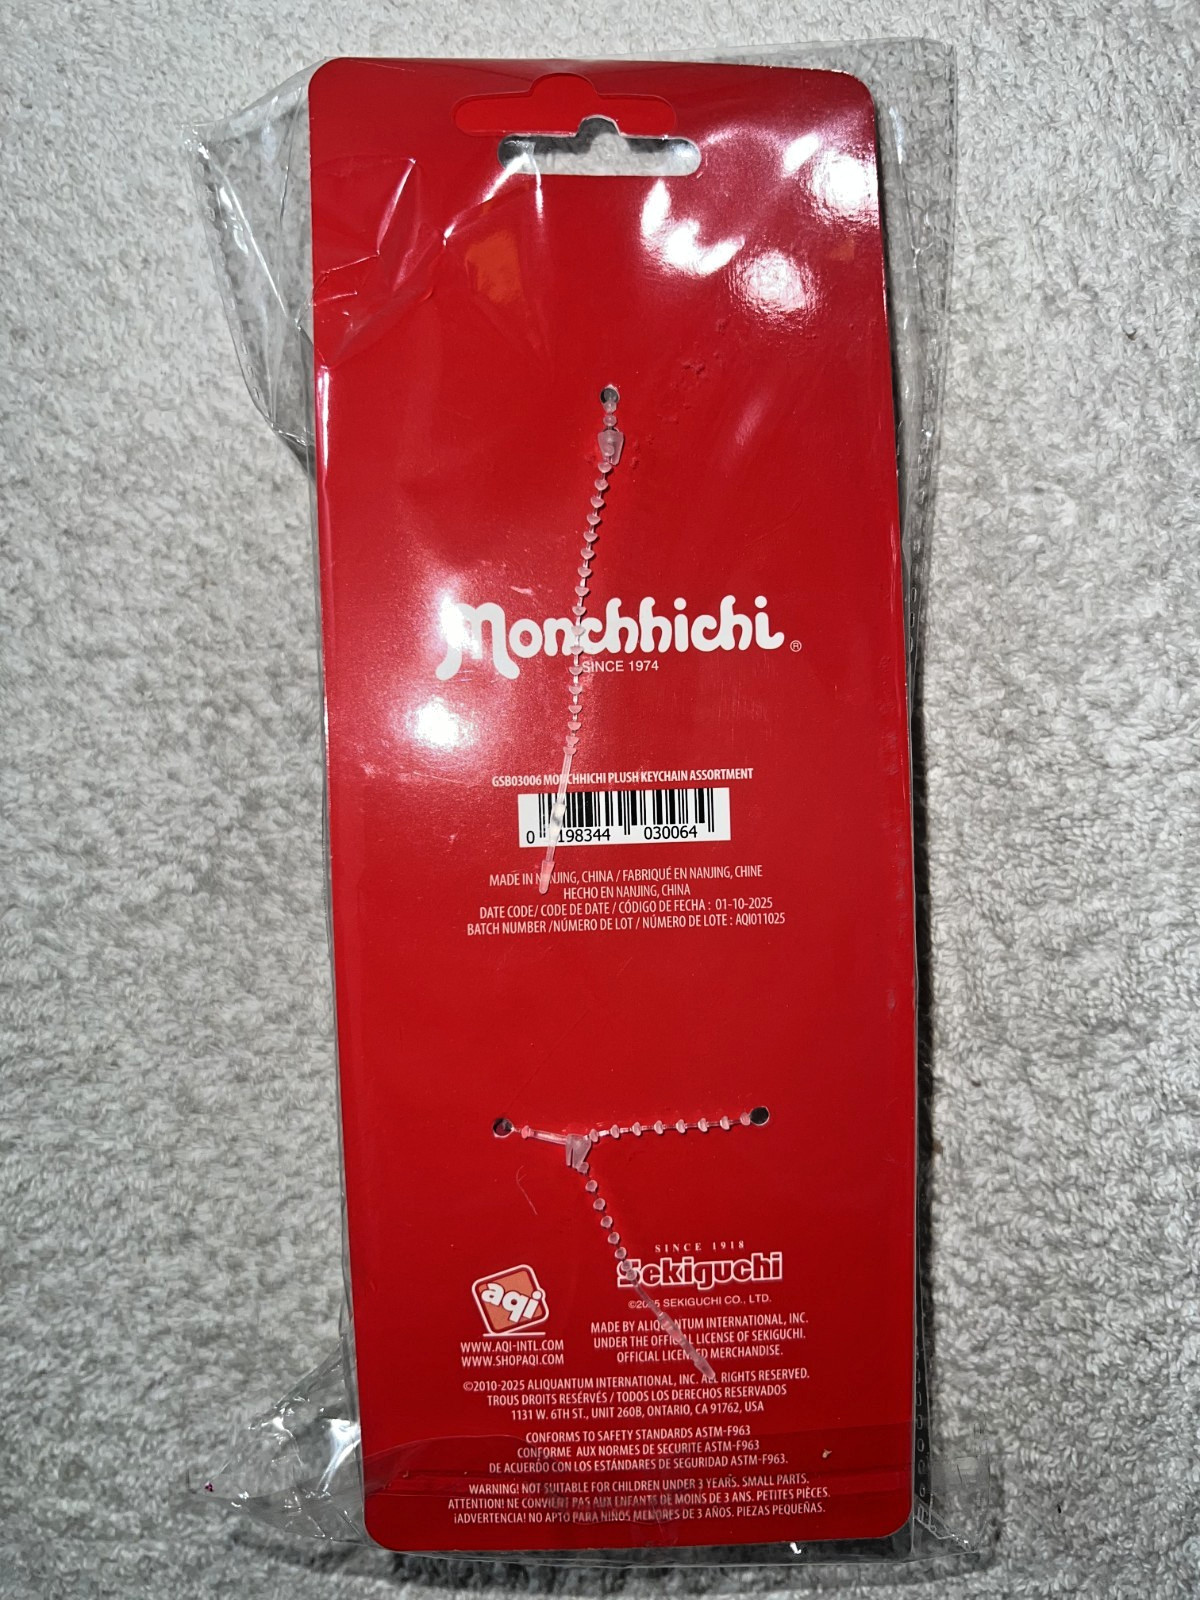 Monchhichi ®
SINCE 1974
GSB03006 MONCHHICHI PLUSH KEYCHAIN ASSORTMENT
0 198344 030064
MADE IN NANJING, CHINA / FABRIQUÉ EN NANJING, CHINE
HECHO EN NANJING, CHINA
DATE CODE/ CODE DE DATE / CÓDIGO DE FECHA : 01-10-2025
BATCH NUMBER /NÚMERO DE LOT / NÚMERO DE LOTE : AQI011025
SINCE 1918
Sekiguchi
©2025 SEKIGUCHI CO., LTD.
aqi
WWW.AQI-INTL.COM
WWW.SHOPAQI.COM
MADE BY ALIQUANTUM INTERNATIONAL, INC.
UNDER THE OFFICIAL LICENSE OF SEKIGUCHI.
OFFICIAL LICENSED MERCHANDISE.
©2010-2025 ALIQUANTUM INTERNATIONAL, INC. ALL RIGHTS RESERVED.
TROUS DROITS RESÉRVÉS / TODOS LOS DERECHOS RESERVADOS
1131 W. 6TH ST., UNIT 260B, ONTARIO, CA 91762, USA
CONFORMS TO SAFETY STANDARDS ASTM-F963
CONFORME AUX NORMES DE SECURITE ASTM-F963
DE ACUERDO CON LOS ESTÁNDARES DE SEGURIDAD ASTM-F963.
WARNING! NOT SUITABLE FOR CHILDREN UNDER 3 YEARS. SMALL PARTS.
ATTENTION! NE CONVIENT PAS AUX ENFANTS DE MOINS DE 3 ANS. PETITES PIÈCES.
¡ADVERTENCIA! NO APTO PARA NIÑOS MENORES DE 3 AÑOS. PIEZAS PEQUEÑAS.